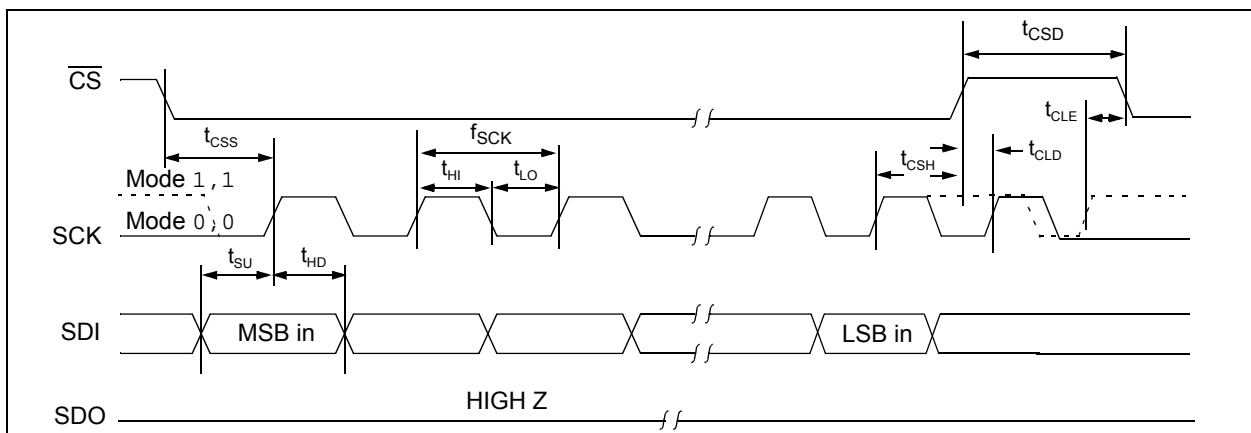 tCSD
CS
tCLE
tCSS
fSCK
tCSH
tCLD
Mode 1,1
tHI
tLO
Mode 0,0
SCK
tSU
tHD
SDI
MSB in
LSB in
HIGH Z
SDO